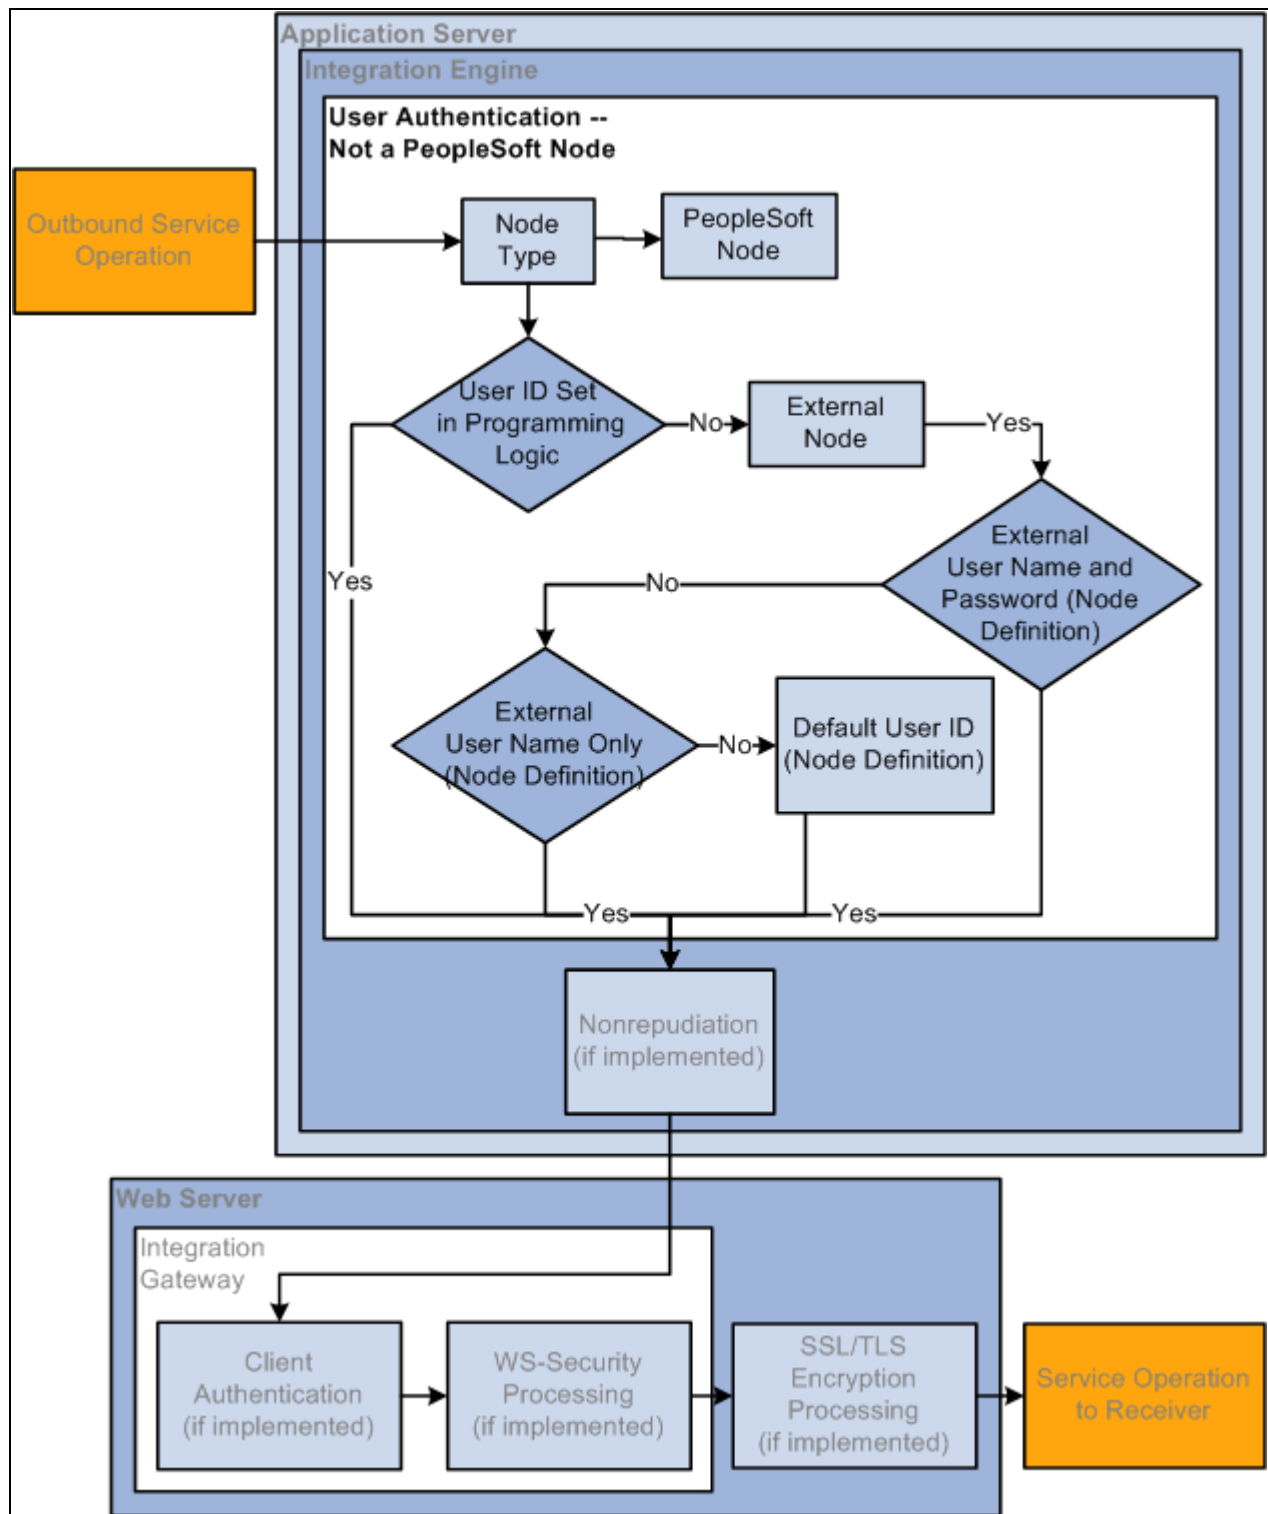 Application Server
Integration Engine
User Authentication --
Not a PeopleSoft Node
Outbound Service
Operation
Node
Type
PeopleSoft
Node
User ID Set
in Programming
Logic
No
External
Node
Yes
External
User Name and
Password (Node
Definition)
Yes
No
External
User Name Only
(Node Definition)
No
Default User ID
(Node Definition)
Yes
Yes
Nonrepudiation
(if implemented)
Web Server
Integration
Gateway
Client
Authentication
(if implemented)
WS-Security
Processing
(if implemented)
SSL/TLS
Encryption
Processing
(if implemented)
Service Operation
to Receiver